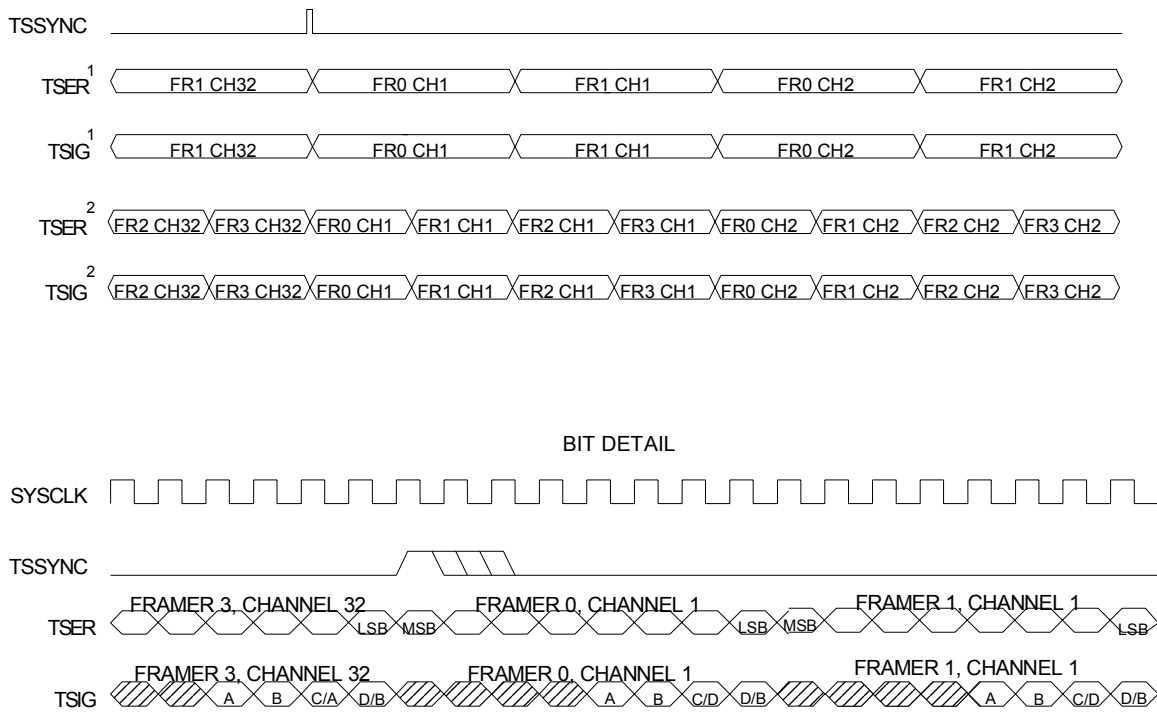 TSSYNC
TSER 1 FR1 CH32 FR0 CH1 FR1 CH1 FR0 CH2 FR1 CH2
TSIG 1 FR1 CH32 FR0 CH1 FR1 CH1 FR0 CH2 FR1 CH2
TSER 2 FR2 CH32 FR3 CH32 FR0 CH1 FR1 CH1 FR2 CH1 FR3 CH1 FR0 CH2 FR1 CH2 FR2 CH2 FR3 CH2
TSIG 2 FR2 CH32 FR3 CH32 FR0 CH1 FR1 CH1 FR2 CH1 FR3 CH1 FR0 CH2 FR1 CH2 FR2 CH2 FR3 CH2
BIT DETAIL
SYSCLK
TSSYNC
FRAMER 3, CHANNEL 32 FRAMER 0, CHANNEL 1 FRAMER 1, CHANNEL 1
TSER LSB MSB LSB MSB LSB
FRAMER 3, CHANNEL 32 FRAMER 0, CHANNEL 1 FRAMER 1, CHANNEL 1
TSIG A B C/A D/B A B C/D D/B A B C/D D/B